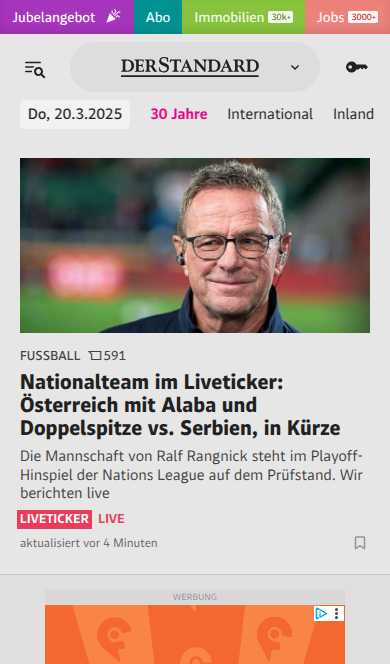 Jubelangebot Abo Immobilien 30k+ Jobs 3000+
DERSTANDARD
Do, 20.3.2025 30 Jahre International Inland
FUSSBALL 591
Nationalteam im Liveticker:
Österreich mit Alaba und
Doppelspitze vs. Serbien, in Kürze
Die Mannschaft von Ralf Rangnick steht im Playoff-
Hinspiel der Nations League auf dem Prüfstand. Wir
berichten live
LIVETICKER LIVE
aktualisiert vor 4 Minuten
WERBUNG